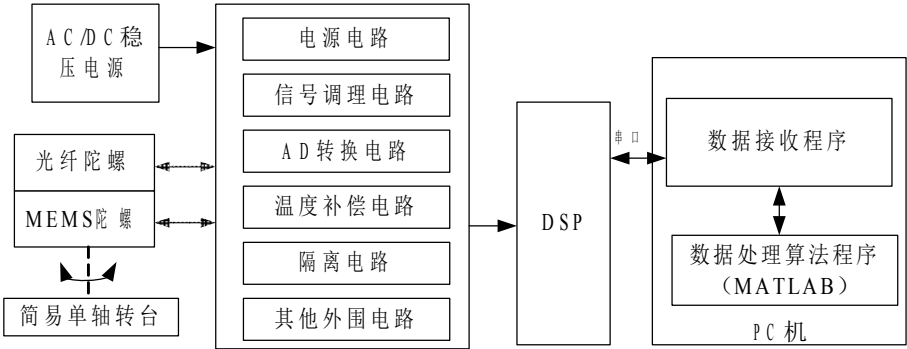 AC/DC稳
压电源
光纤陀螺
MEMS陀螺
简易单轴转台
电源电路
信号调理电路
AD转换电路
温度补偿电路
隔离电路
其他外围电路
DSP
串口
数据接收程序
数据处理算法程序
（MATLAB）
PC机